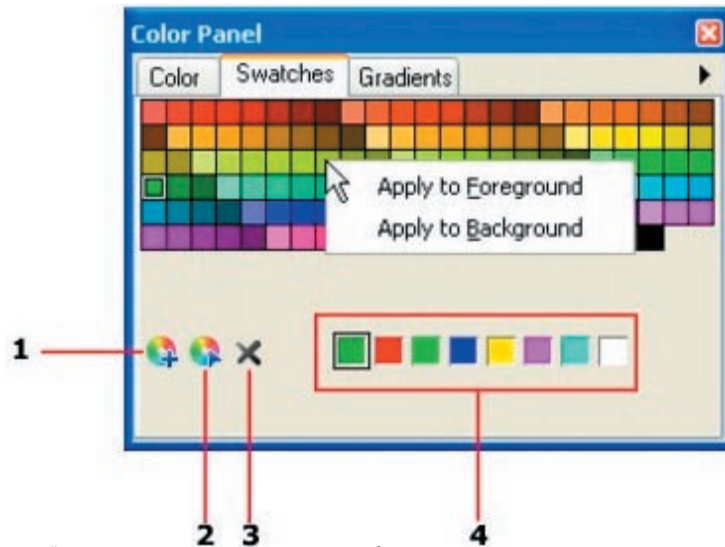 Color Panel
Color Swatches Gradients
Apply to Foreground
Apply to Background
1
2 3 4